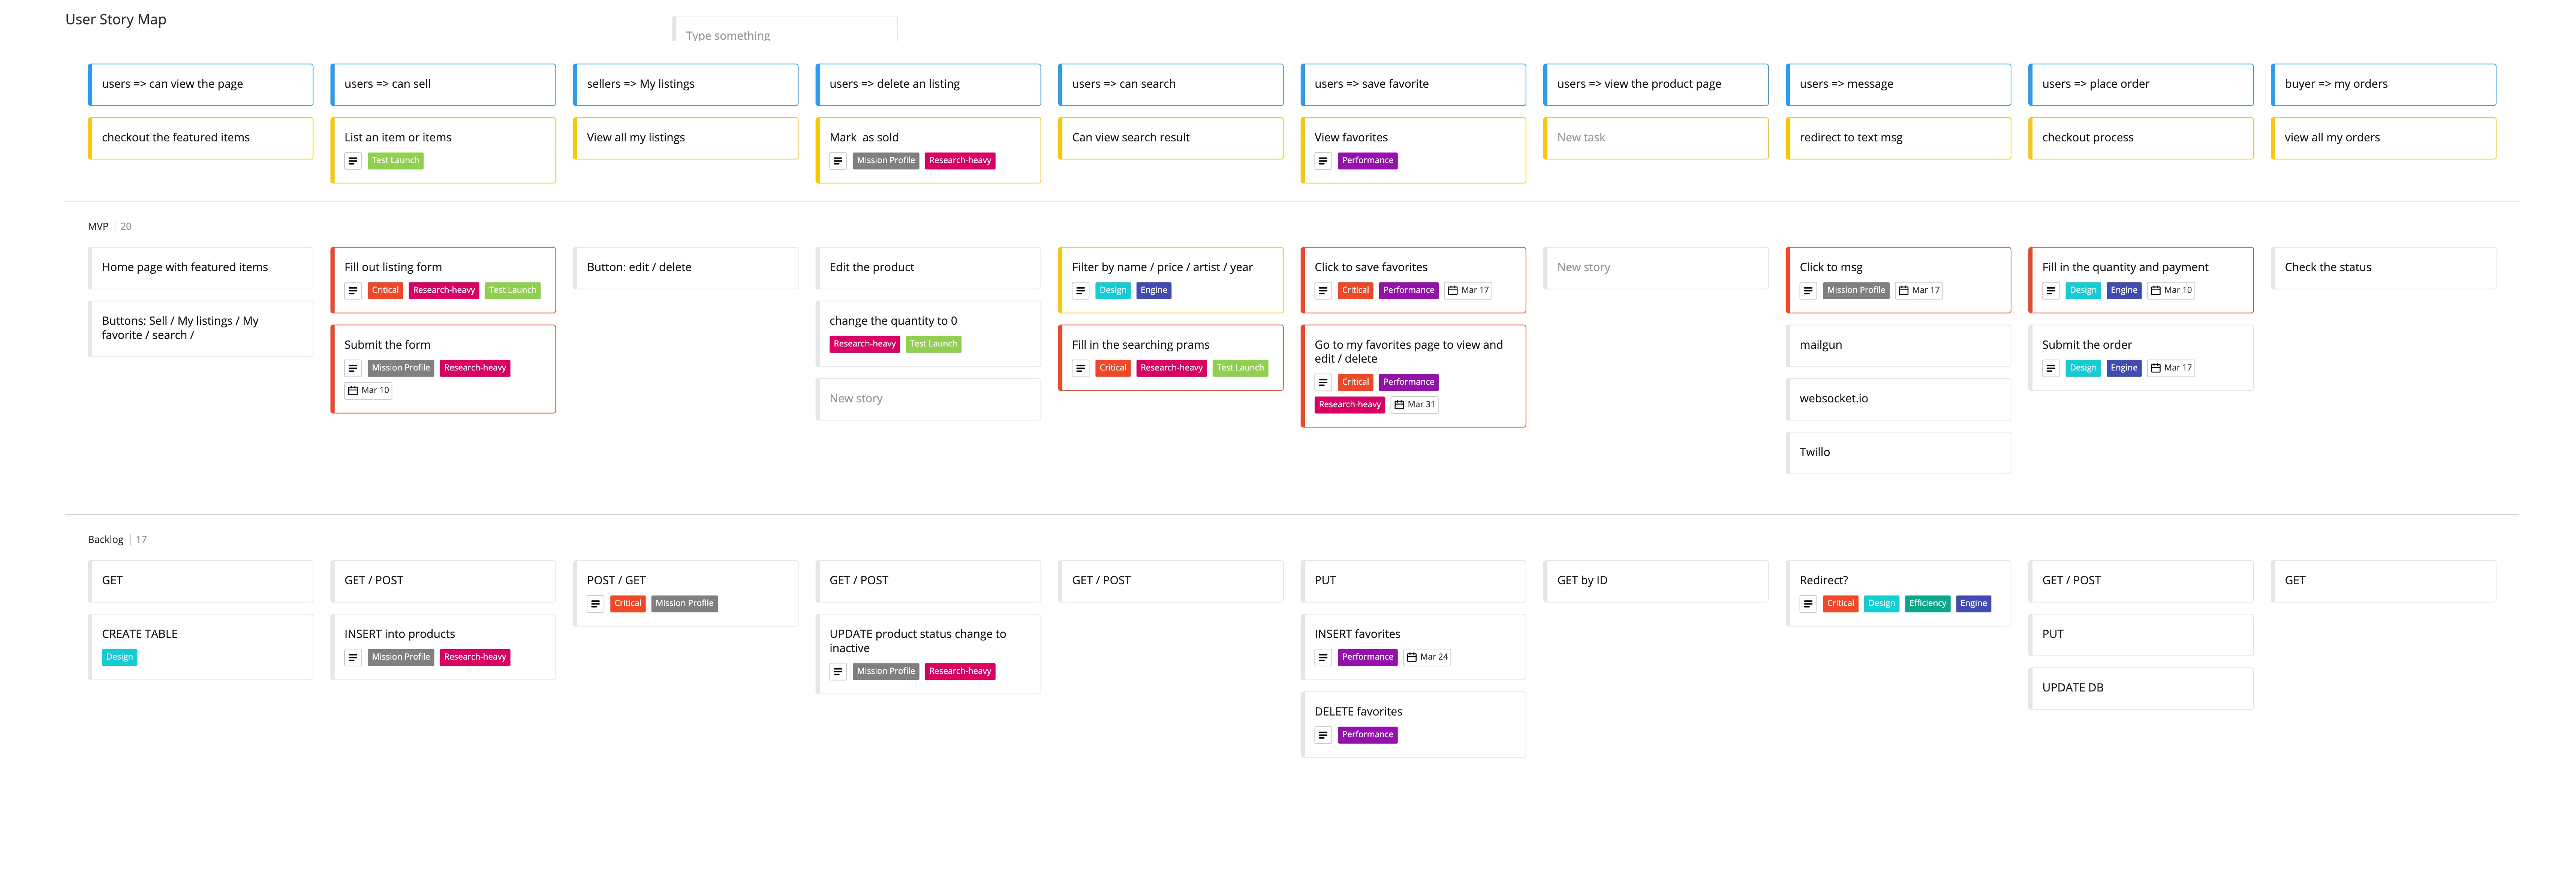 User Story Map
Type something
users => can view the page
users => can sell
sellers => My listings
users => delete an listing
users => can search
users => save favorite
users => view the product page
users => message
users => place order
buyer => my orders
checkout the featured items
List an item or items
Test Launch
View all my listings
Mark  as sold
Mission Profile
Research-heavy
Can view search result
View favorites
Performance
New task
redirect to text msg
checkout process
view all my orders
MVP
20
Home page with featured items
Buttons: Sell / My listings / My
favorite / search /
Fill out listing form
Critical
Research-heavy
Test Launch
Submit the form
Mission Profile
Research-heavy
Mar 10
Button: edit / delete
Edit the product
change the quantity to 0
Research-heavy
Test Launch
New story
Filter by name / price / artist / year
Design
Engine
Fill in the searching prams
Critical
Research-heavy
Test Launch
Click to save favorites
Critical
Performance
Mar 17
Go to my favorites page to view and
edit / delete
Critical
Performance
Research-heavy
Mar 31
New story
Click to msg
Mission Profile
Mar 17
mailgun
websocket.io
Twillo
Fill in the quantity and payment
Design
Engine
Mar 10
Submit the order
Design
Engine
Mar 17
Check the status
Backlog
17
GET
CREATE TABLE
Design
GET / POST
INSERT into products
Mission Profile
Research-heavy
POST / GET
Critical
Mission Profile
GET / POST
UPDATE product status change to
inactive
Mission Profile
Research-heavy
GET / POST
PUT
INSERT favorites
Performance
Mar 24
DELETE favorites
Performance
GET by ID
Redirect?
Critical
Design
Efficiency
Engine
GET / POST
PUT
UPDATE DB
GET